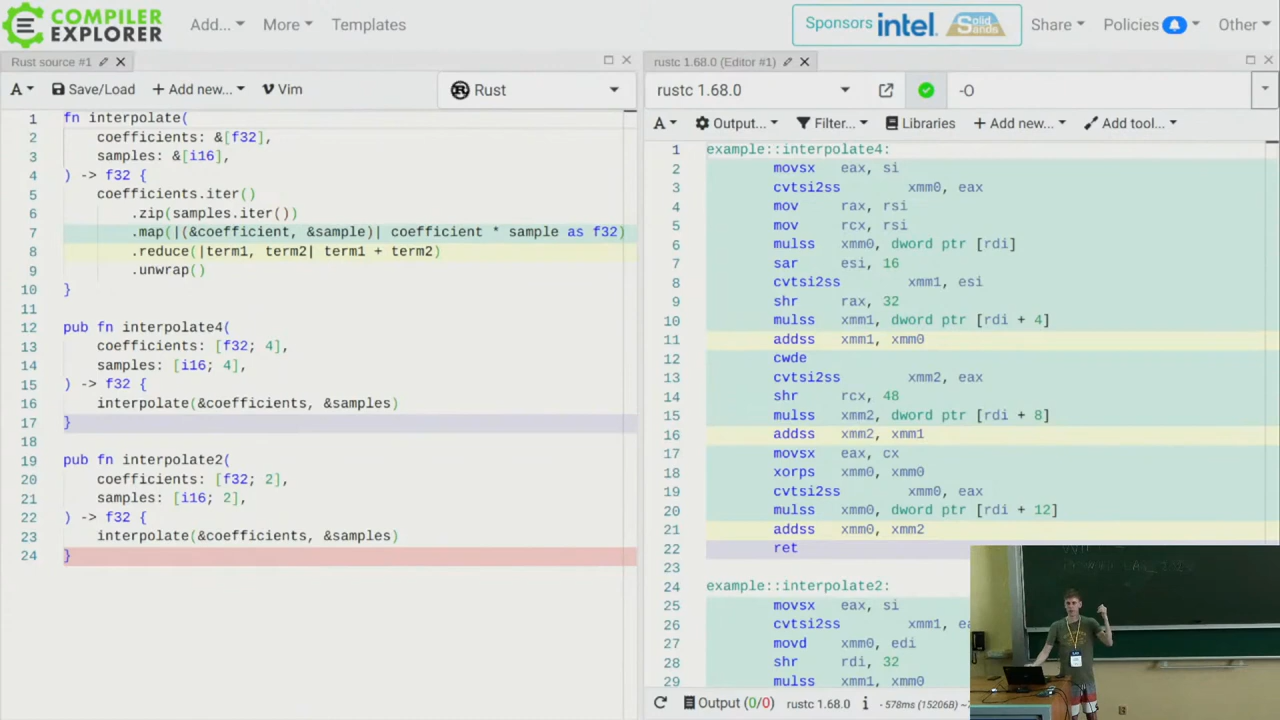 COMPILER EXPLORER
Add... More Templates
Sponsors intel. Solid Sands Share Policies Other
Rust source #1
A Save/Load + Add new... Vim Rust
1 fn interpolate(
2 coefficients: &[f32],
3 samples: &[i16],
4 ) -> f32 {
5 coefficients.iter()
6 .zip(samples.iter())
7 .map(|(&coefficient, &sample)| coefficient * sample as f32)
8 .reduce(|term1, term2| term1 + term2)
9 .unwrap()
10 }
11
12 pub fn interpolate4(
13 coefficients: [f32; 4],
14 samples: [i16; 4],
15 ) -> f32 {
16 interpolate(&coefficients, &samples)
17 }
18
19 pub fn interpolate2(
20 coefficients: [f32; 2],
21 samples: [i16; 2],
22 ) -> f32 {
23 interpolate(&coefficients, &samples)
24 }
rustc 1.68.0 (Editor #1)
rustc 1.68.0 -O
A Output... Filter... Libraries + Add new... Add tool...
1 example::interpolate4:
2 movsx eax, si
3 cvtsi2ss xmm0, eax
4 mov rax, rsi
5 mov rcx, rsi
6 mulss xmm0, dword ptr [rdi]
7 sar esi, 16
8 cvtsi2ss xmm1, esi
9 shr rax, 32
10 mulss xmm1, dword ptr [rdi + 4]
11 addss xmm1, xmm0
12 cwde
13 cvtsi2ss xmm2, eax
14 shr rcx, 48
15 mulss xmm2, dword ptr [rdi + 8]
16 addss xmm2, xmm1
17 movsx eax, cx
18 xorps xmm0, xmm0
19 cvtsi2ss xmm0, eax
20 mulss xmm0, dword ptr [rdi + 12]
21 addss xmm0, xmm2
22 ret
23
24 example::interpolate2:
25 movsx eax, si
26 cvtsi2ss xmm1, ea
27 movd xmm0, edi
28 shr rdi, 32
29 mulss xmm1, dword
Output (0/0) rustc 1.68.0 i - 578ms (15206B) ~